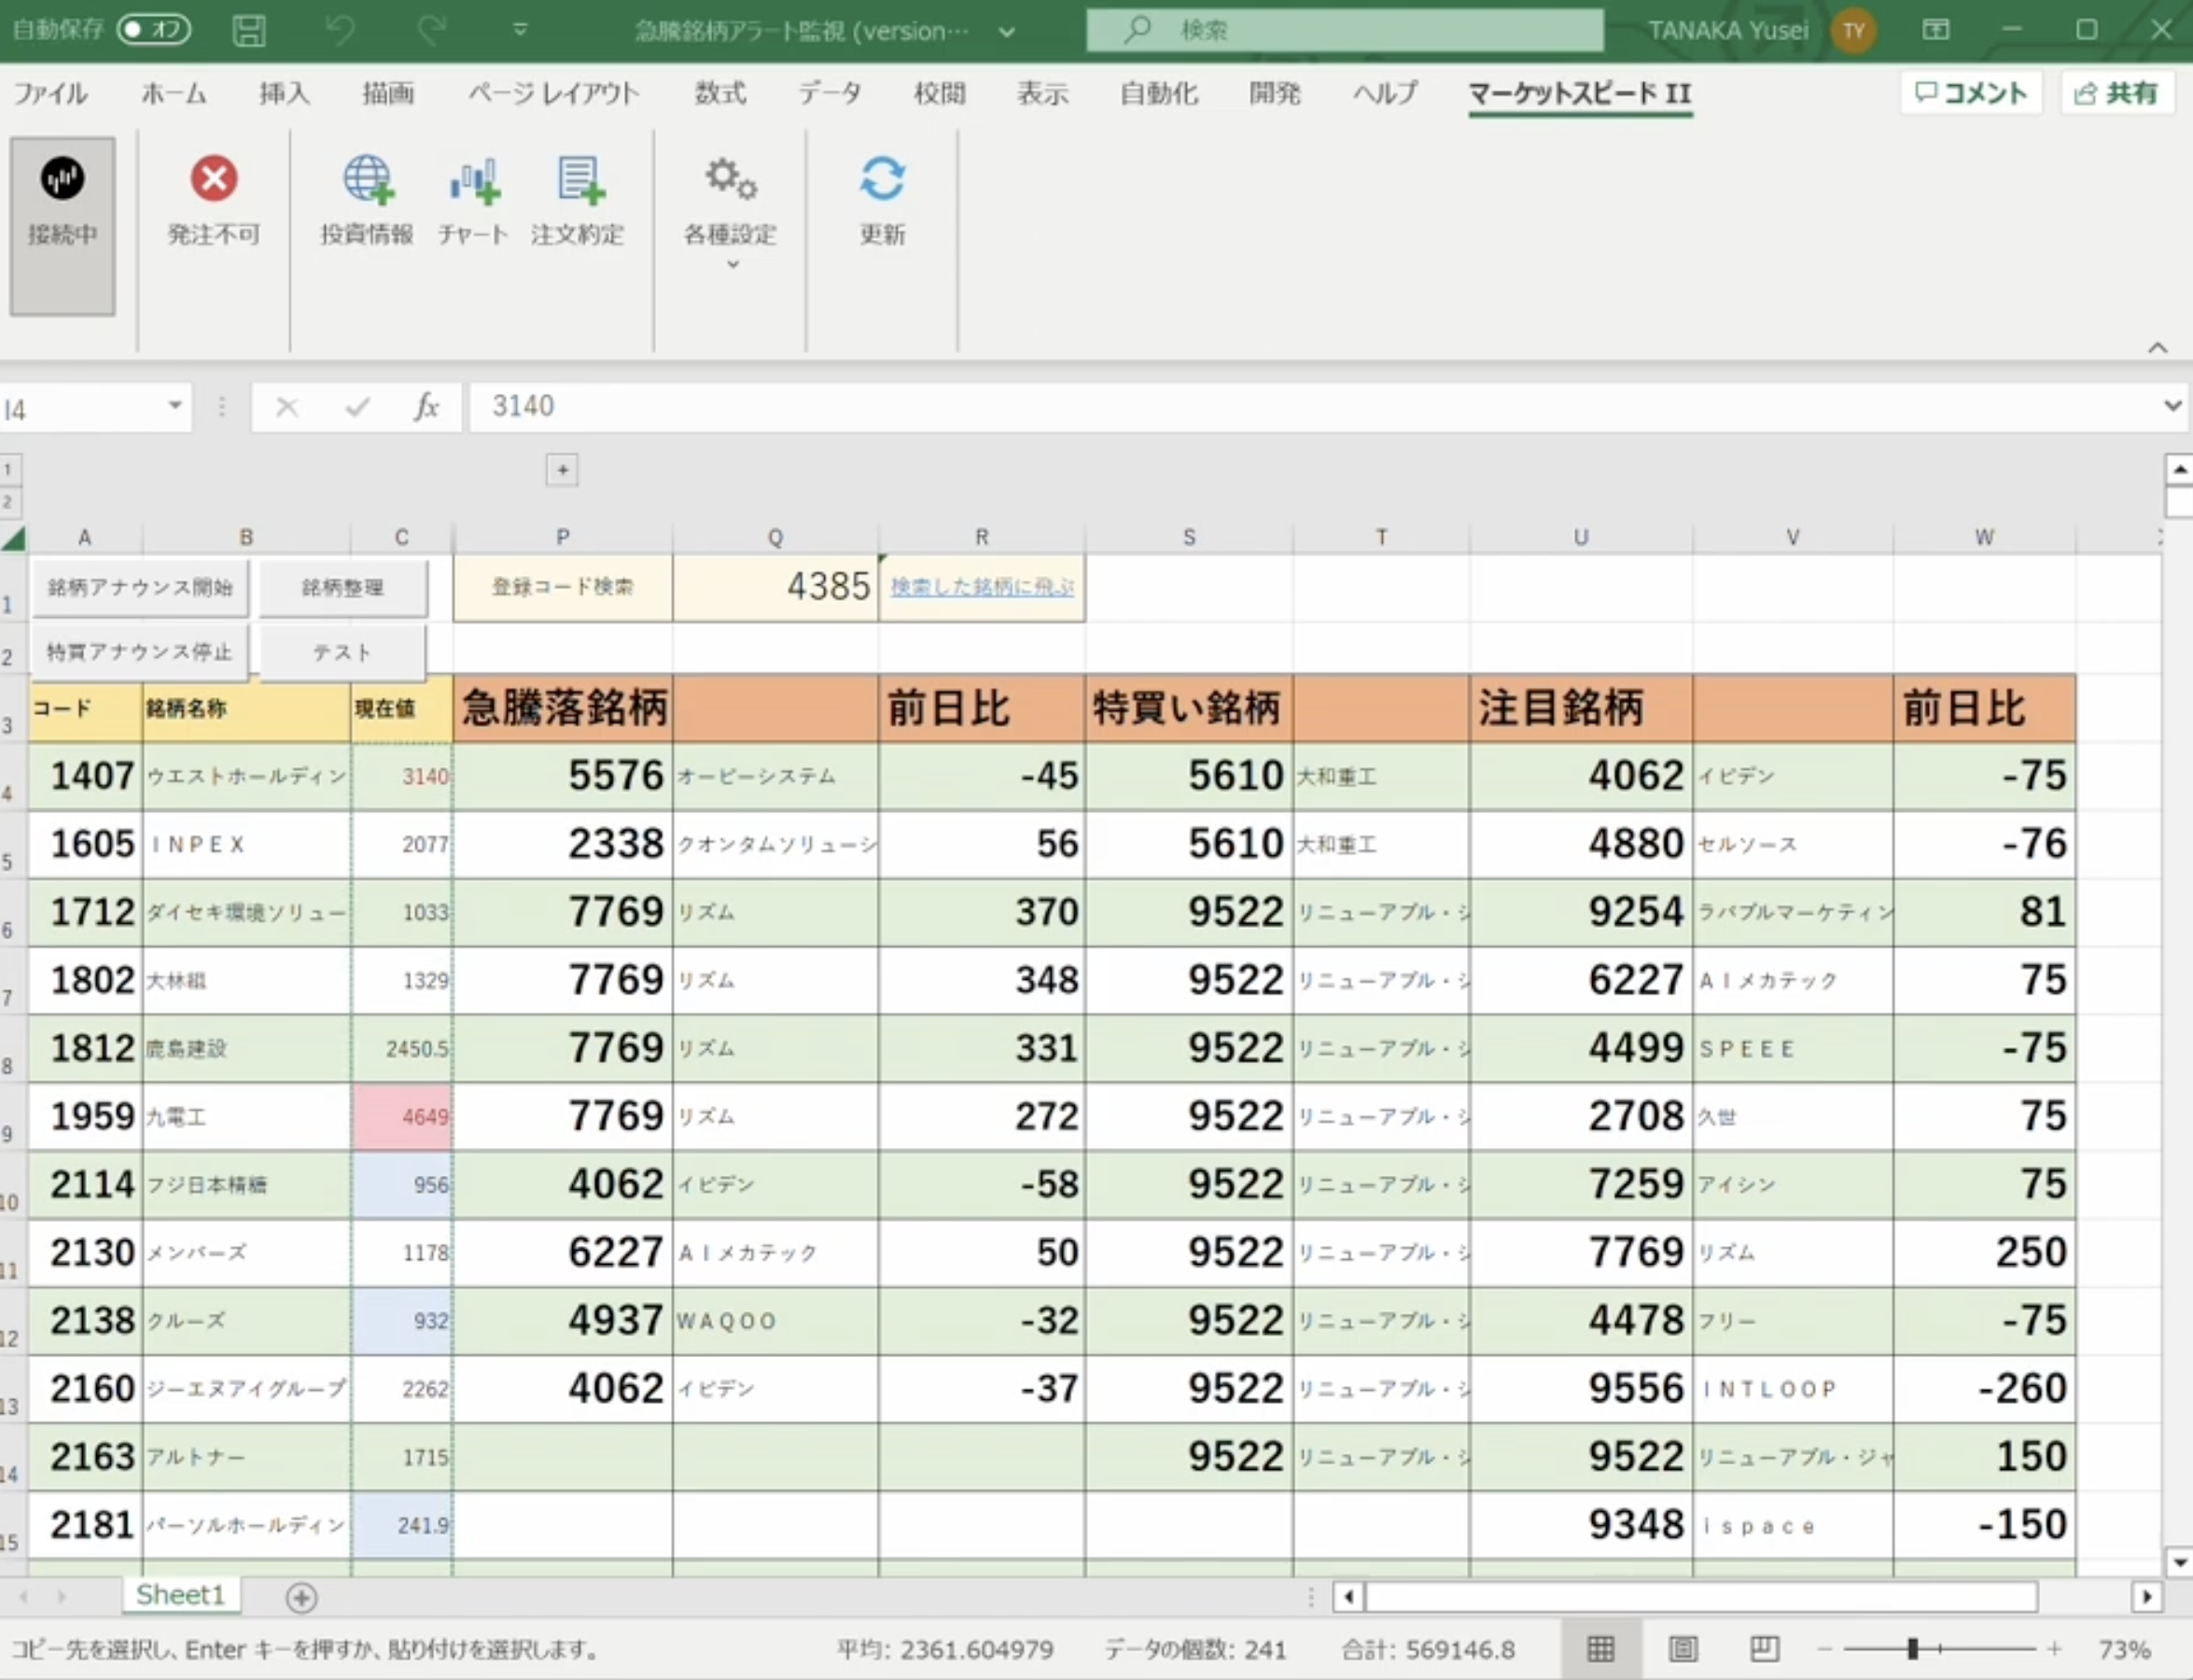 自動保存 オフ 急騰銘柄アラート監視 (version… 検索 TANAKA Yusei TY
ファイル ホーム 挿入 描画 ページ レイアウト 数式 データ 校閲 表示 自動化 開発 ヘルプ マーケットスピード II コメント 共有
接続中 発注不可 投資情報 チャート 注文約定 各種設定 更新
I4 fx 3140
1
2
A B C P Q R S T U V W
1 銘柄アナウンス開始 銘柄整理 登録コード検索 4385 検索した銘柄に飛ぶ
2 特買アナウンス停止 テスト
3 コード 銘柄名称 現在値 急騰落銘柄 前日比 特買い銘柄 注目銘柄 前日比
4 1407 ウエストホールディン 3140 5576 オービーシステム -45 5610 大和重工 4062 イビデン -75
5 1605 ＩＮＰＥＸ 2077 2338 クオンタムソリューシ 56 5610 大和重工 4880 セルソース -76
6 1712 ダイセキ環境ソリュー 1033 7769 リズム 370 9522 リニューアブル・シ 9254 ラバブルマーケティン 81
7 1802 大林組 1329 7769 リズム 348 9522 リニューアブル・シ 6227 ＡＩメカテック 75
8 1812 鹿島建設 2450.5 7769 リズム 331 9522 リニューアブル・シ 4499 ＳＰＥＥＥ -75
9 1959 九電工 4649 7769 リズム 272 9522 リニューアブル・シ 2708 久世 75
10 2114 フジ日本精糖 956 4062 イビデン -58 9522 リニューアブル・シ 7259 アイシン 75
11 2130 メンバーズ 1178 6227 ＡＩメカテック 50 9522 リニューアブル・シ 7769 リズム 250
12 2138 クルーズ 932 4937 ＷＡＱＯＯ -32 9522 リニューアブル・シ 4478 フリー -75
13 2160 ジーエヌアイグループ 2262 4062 イビデン -37 9522 リニューアブル・シ 9556 ＩＮＴＬＯＯＰ -260
14 2163 アルトナー 1715 9522 リニューアブル・シ 9522 リニューアブル・ジャ 150
15 2181 パーソルホールディン 241.9 9348 ｉｓｐａｃｅ -150
Sheet1
コピー先を選択し、Enter キーを押すか、貼り付けを選択します。 平均: 2361.604979 データの個数: 241 合計: 569146.8 73%